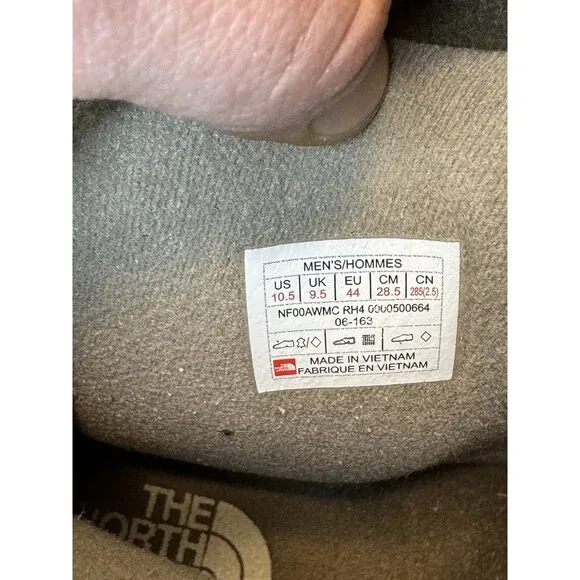 MEN'S/HOMMES
US UK EU CM CN
10.5 9.5 44 28.5 285(2.5)
NF00AWMC RH4 0000500664
06-163
MADE IN VIETNAM
FABRIQUE EN VIETNAM
THE
NORTH